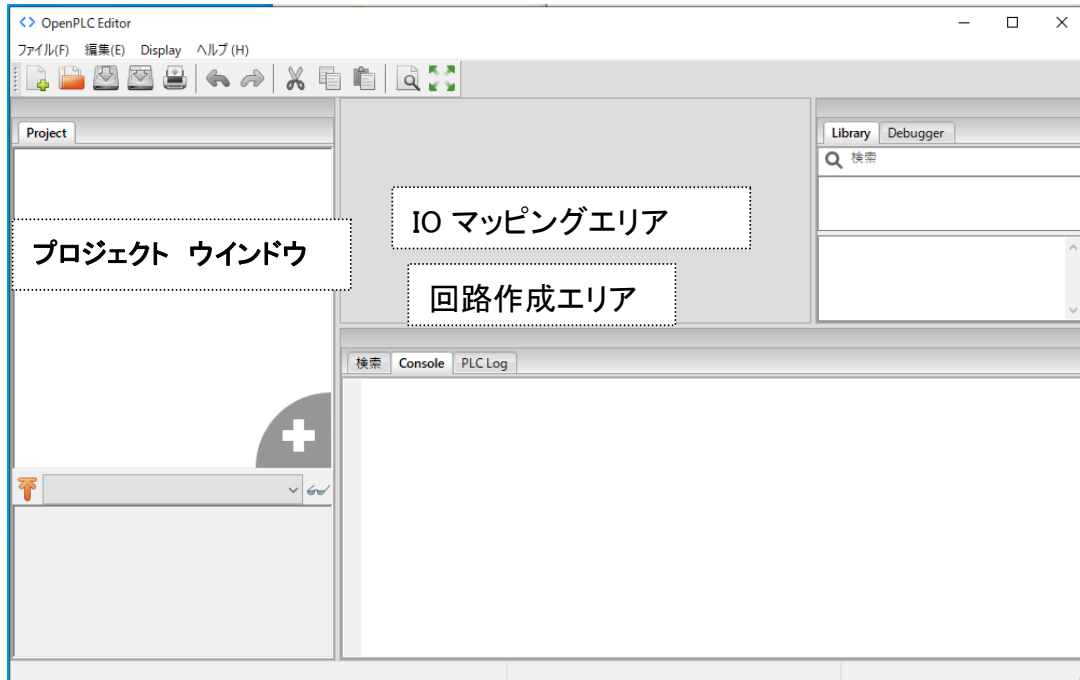 OpenPLC Editor
ファイル(F) 編集(E) Display ヘルプ (H)
Project
Library Debugger
検索
IO マッピングエリア
プロジェクト ウインドウ
回路作成エリア
検索 Console PLC Log